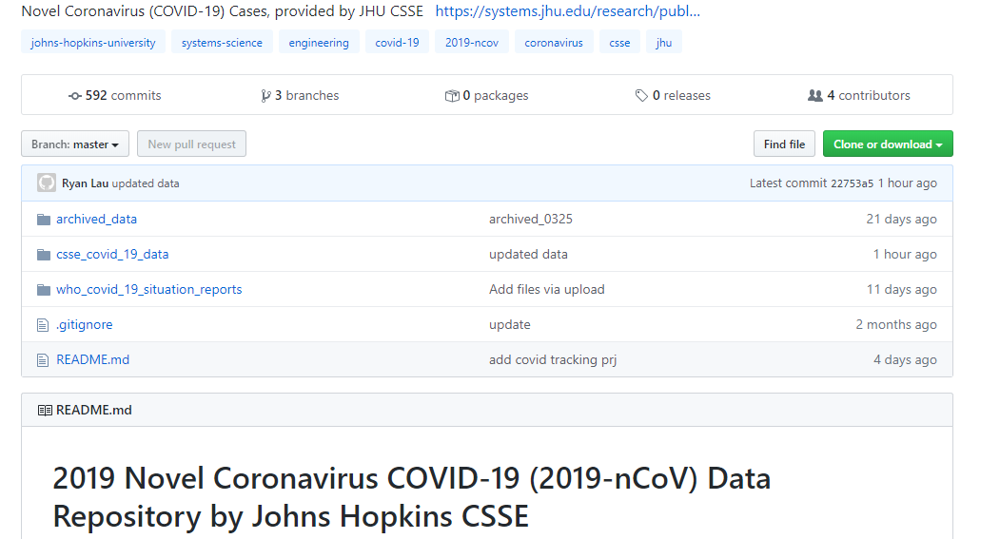 Novel Coronavirus (COVID-19) Cases, provided by JHU CSSE https://systems.jhu.edu/research/publ...
johns-hopkins-university systems-science engineering covid-19 2019-ncov coronavirus csse jhu
592 commits 3 branches 0 packages 0 releases 4 contributors
Branch: master New pull request Find file Clone or download
Ryan Lau updated data Latest commit 22753a5 1 hour ago
archived_data archived_0325 21 days ago
csse_covid_19_data updated data 1 hour ago
who_covid_19_situation_reports Add files via upload 11 days ago
.gitignore update 2 months ago
README.md add covid tracking prj 4 days ago
README.md
2019 Novel Coronavirus COVID-19 (2019-nCoV) Data
Repository by Johns Hopkins CSSE